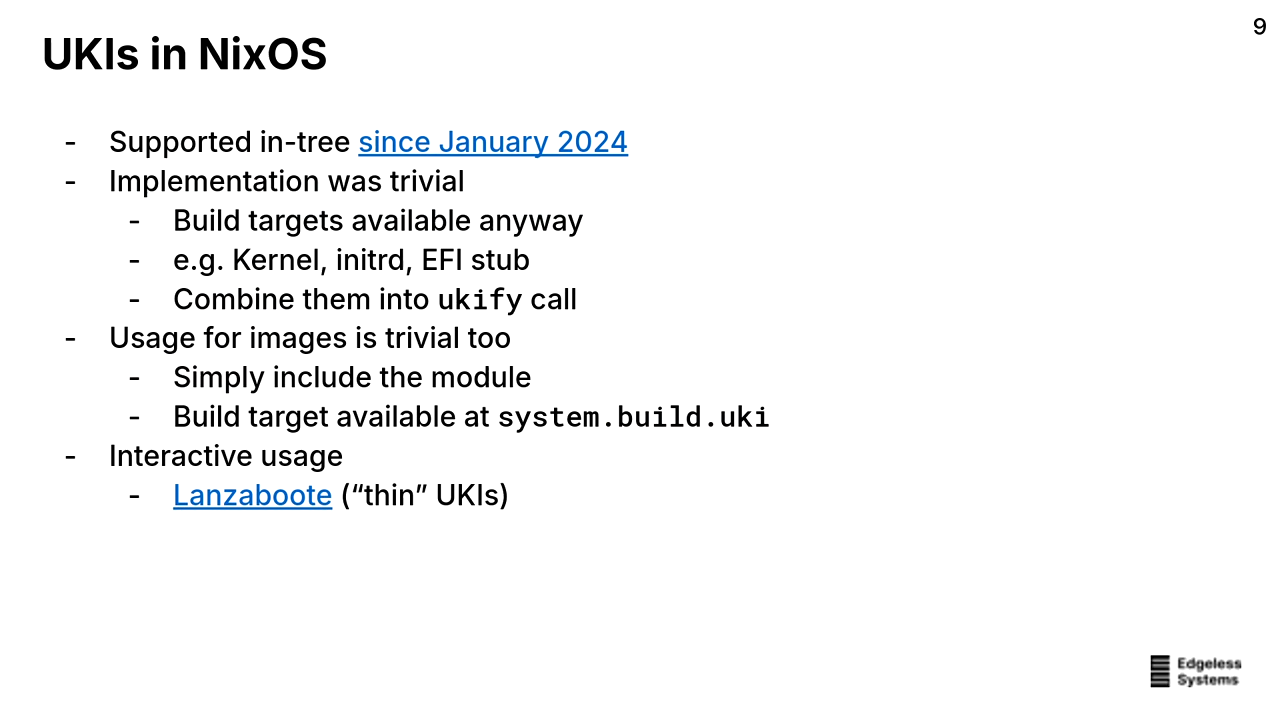 9
UKIs in NixOS
- Supported in-tree since January 2024
- Implementation was trivial
- Build targets available anyway
- e.g. Kernel, initrd, EFI stub
- Combine them into ukify call
- Usage for images is trivial too
- Simply include the module
- Build target available at system.build.uki
- Interactive usage
- Lanzaboote (“thin” UKIs)
Edgeless
Systems